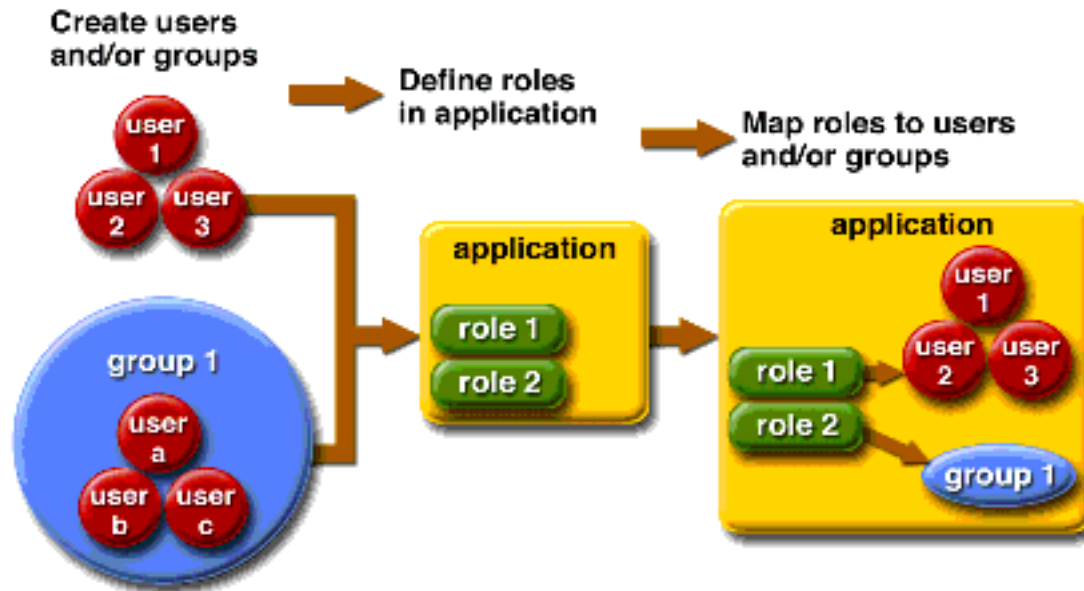 Create users
and/or groups
Define roles
in application
Map roles to users
and/or groups
user
1
user
2
user
3
group 1
user
a
user
b
user
c
application
role 1
role 2
application
user
1
user
2
user
3
role 1
role 2
group 1